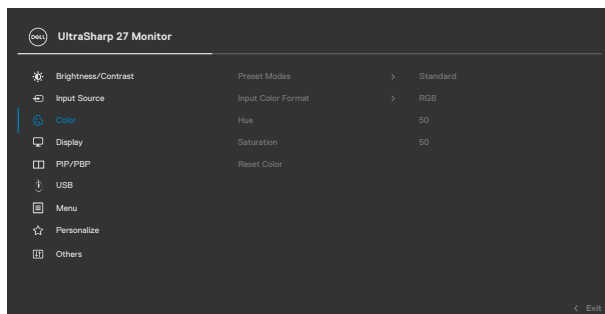 DELL UltraSharp 27 Monitor
Brightness/Contrast Preset Modes > Standard
Input Source Input Color Format > RGB
Color Hue 50
Display Saturation 50
PIP/PBP Reset Color
USB
Menu
Personalize
Others
< Exit